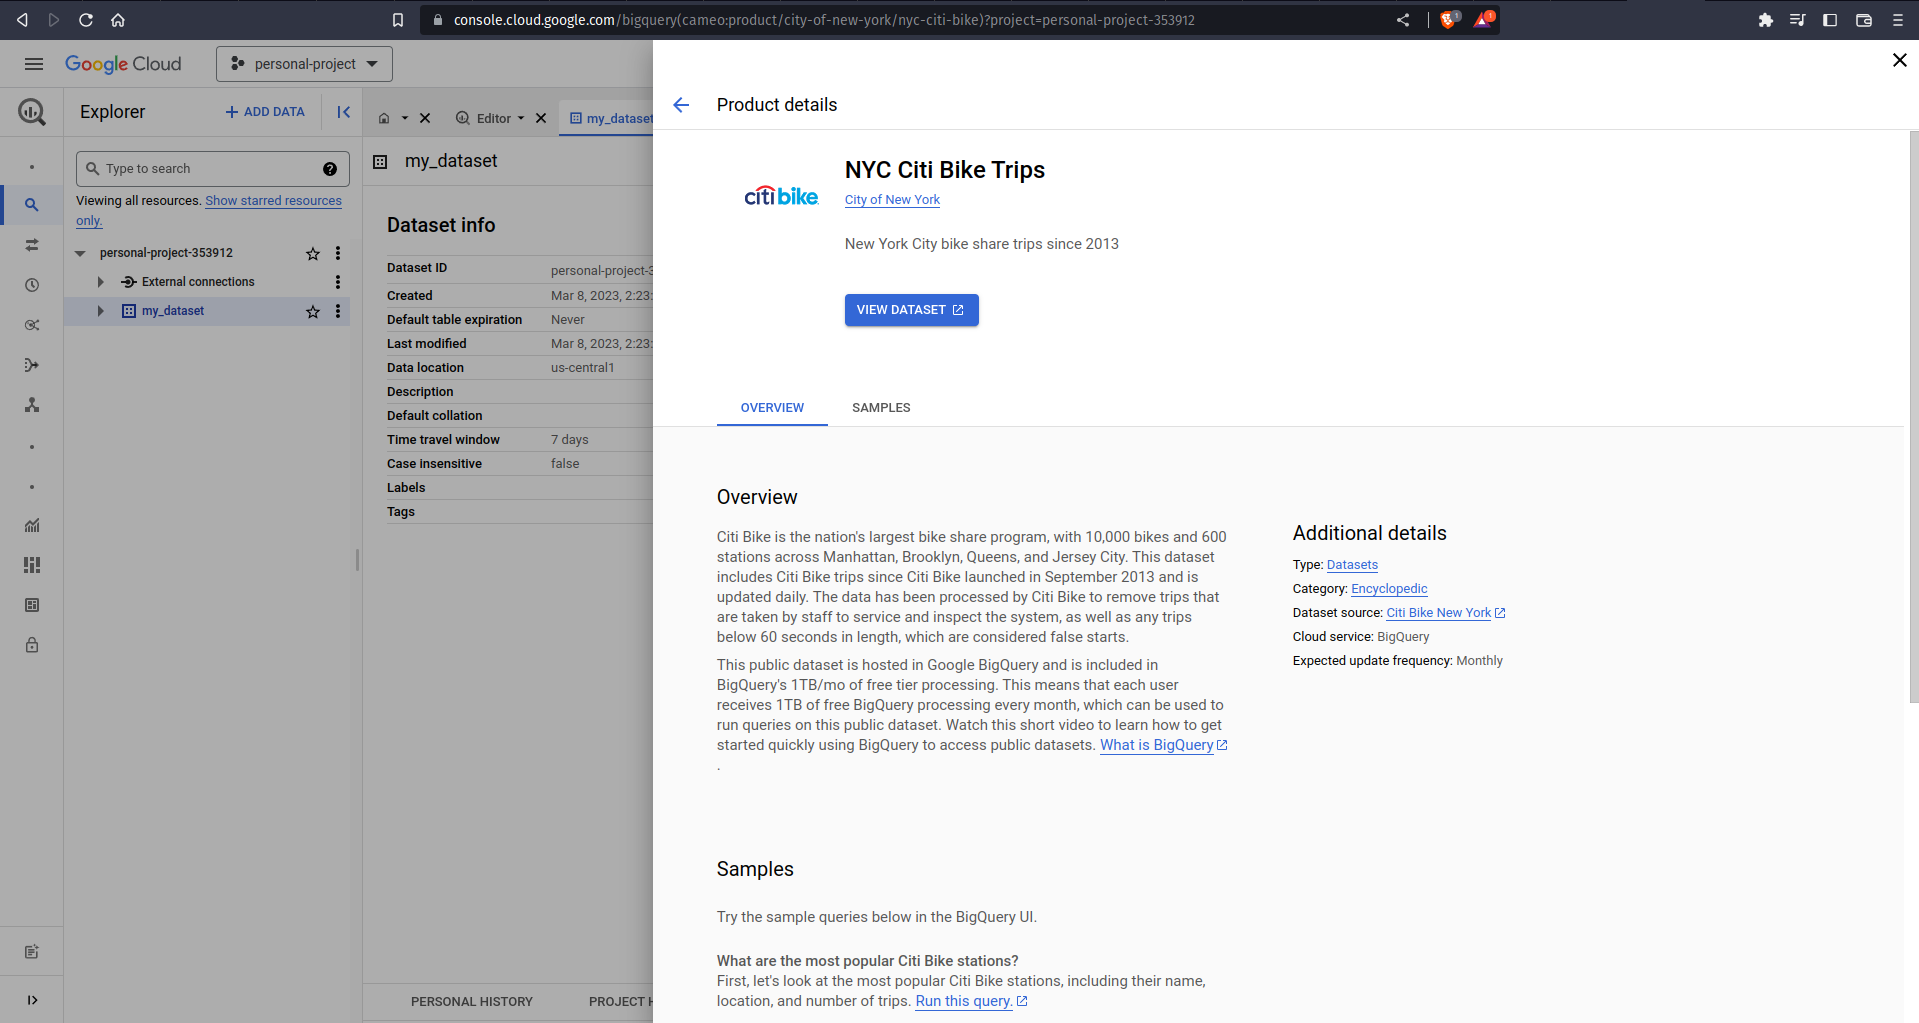 console.cloud.google.com/bigquery(cameo:product/city-of-new-york/nyc-citi-bike)?project=personal-project-353912
1
1
Google Cloud
personal-project
Explorer
+ ADD DATA
Type to search
Viewing all resources. Show starred resources
only.
personal-project-353912
External connections
my_dataset
Editor
my_dataset
my_dataset
Dataset info
Dataset ID personal-project-3
Created Mar 8, 2023, 2:23:
Default table expiration Never
Last modified Mar 8, 2023, 2:23:
Data location us-central1
Description
Default collation
Time travel window 7 days
Case insensitive false
Labels
Tags
PERSONAL HISTORY PROJECT H
Product details
citibike
NYC Citi Bike Trips
City of New York
New York City bike share trips since 2013
VIEW DATASET
OVERVIEW SAMPLES
Overview
Citi Bike is the nation's largest bike share program, with 10,000 bikes and 600
stations across Manhattan, Brooklyn, Queens, and Jersey City. This dataset
includes Citi Bike trips since Citi Bike launched in September 2013 and is
updated daily. The data has been processed by Citi Bike to remove trips that
are taken by staff to service and inspect the system, as well as any trips
below 60 seconds in length, which are considered false starts.
This public dataset is hosted in Google BigQuery and is included in
BigQuery's 1TB/mo of free tier processing. This means that each user
receives 1TB of free BigQuery processing every month, which can be used to
run queries on this public dataset. Watch this short video to learn how to get
started quickly using BigQuery to access public datasets. What is BigQuery
.
Additional details
Type: Datasets
Category: Encyclopedic
Dataset source: Citi Bike New York
Cloud service: BigQuery
Expected update frequency: Monthly
Samples
Try the sample queries below in the BigQuery UI.
What are the most popular Citi Bike stations?
First, let's look at the most popular Citi Bike stations, including their name,
location, and number of trips. Run this query.